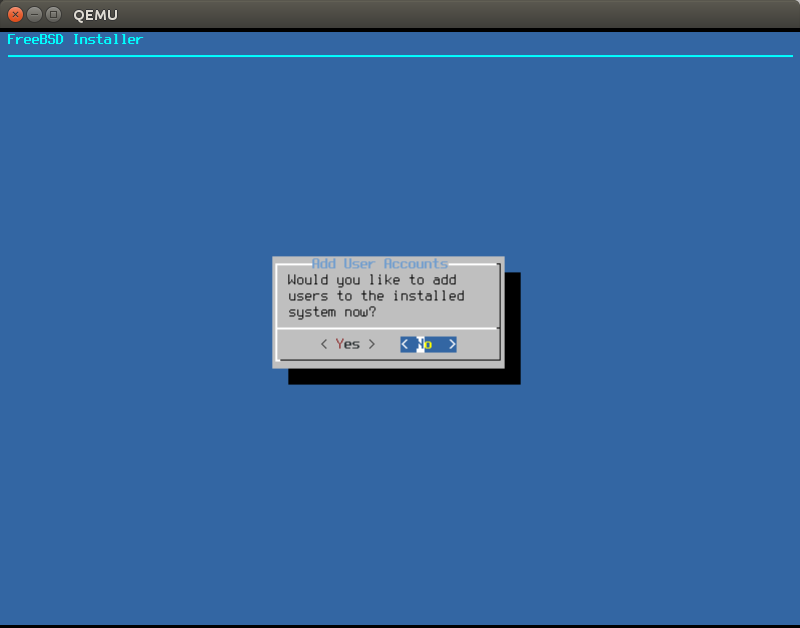 QEMU
FreeBSD Installer
Add User Accounts
Would you like to add
users to the installed
system now?
< Yes > < No >